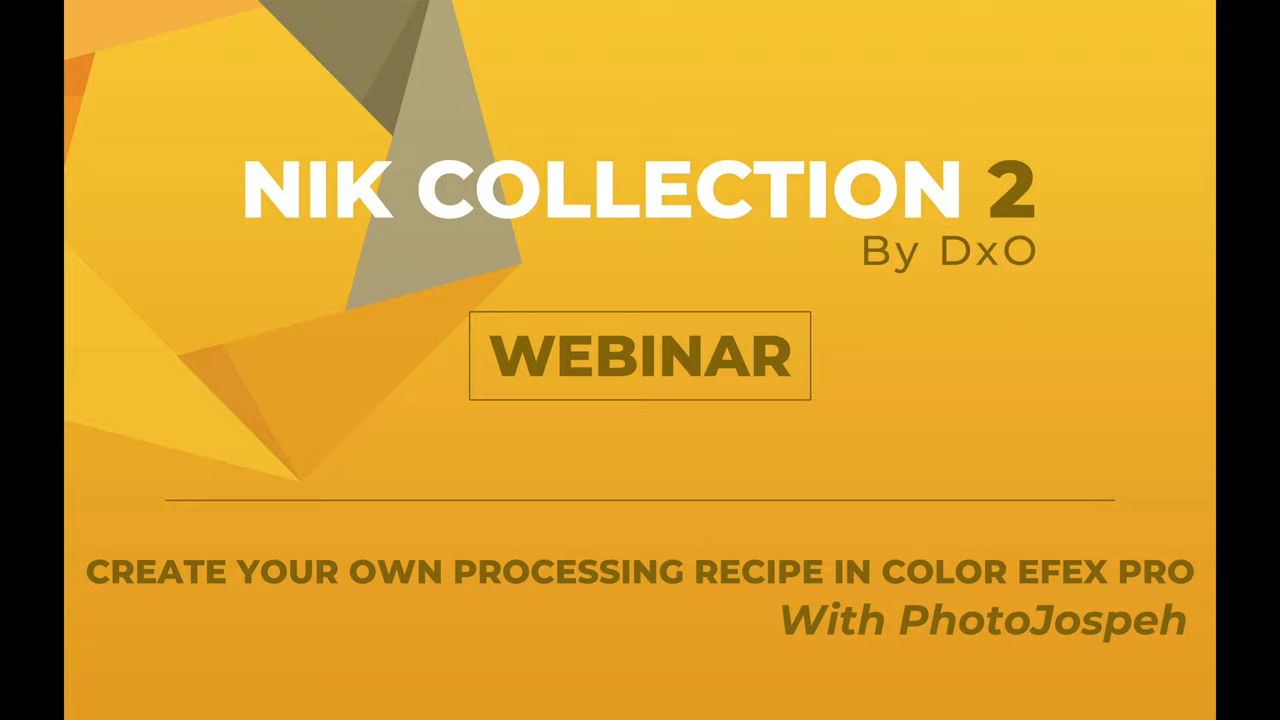 NIK COLLECTION 2
By DxO
WEBINAR
CREATE YOUR OWN PROCESSING RECIPE IN COLOR EFEX PRO
With PhotoJospeh